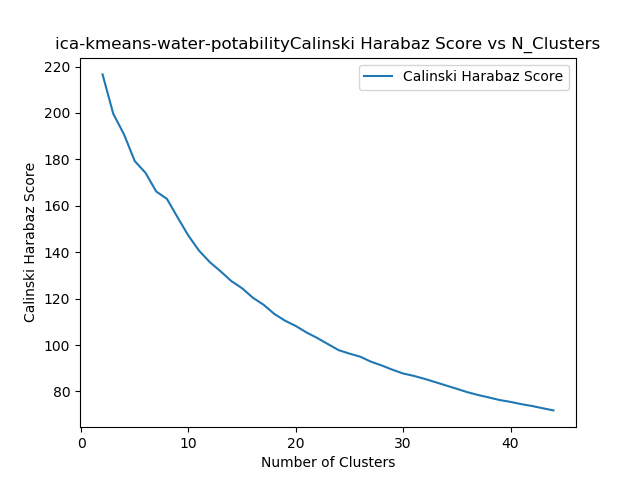 ica-kmeans-water-potabilityCalinski Harabaz Score vs N_Clusters
Calinski Harabaz Score
220
200
180
160
140
120
100
80
Calinski Harabaz Score
0 10 20 30 40
Number of Clusters